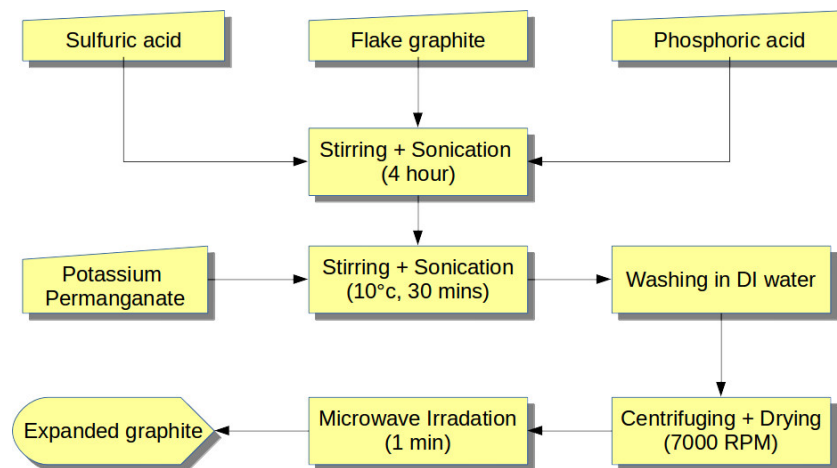 Sulfuric acid
Flake graphite
Phosphoric acid
Stirring + Sonication
(4 hour)
Potassium
Permanganate
Stirring + Sonication
(10°c, 30 mins)
Washing in DI water
Expanded graphite
Microwave Irradation
(1 min)
Centrifuging + Drying
(7000 RPM)